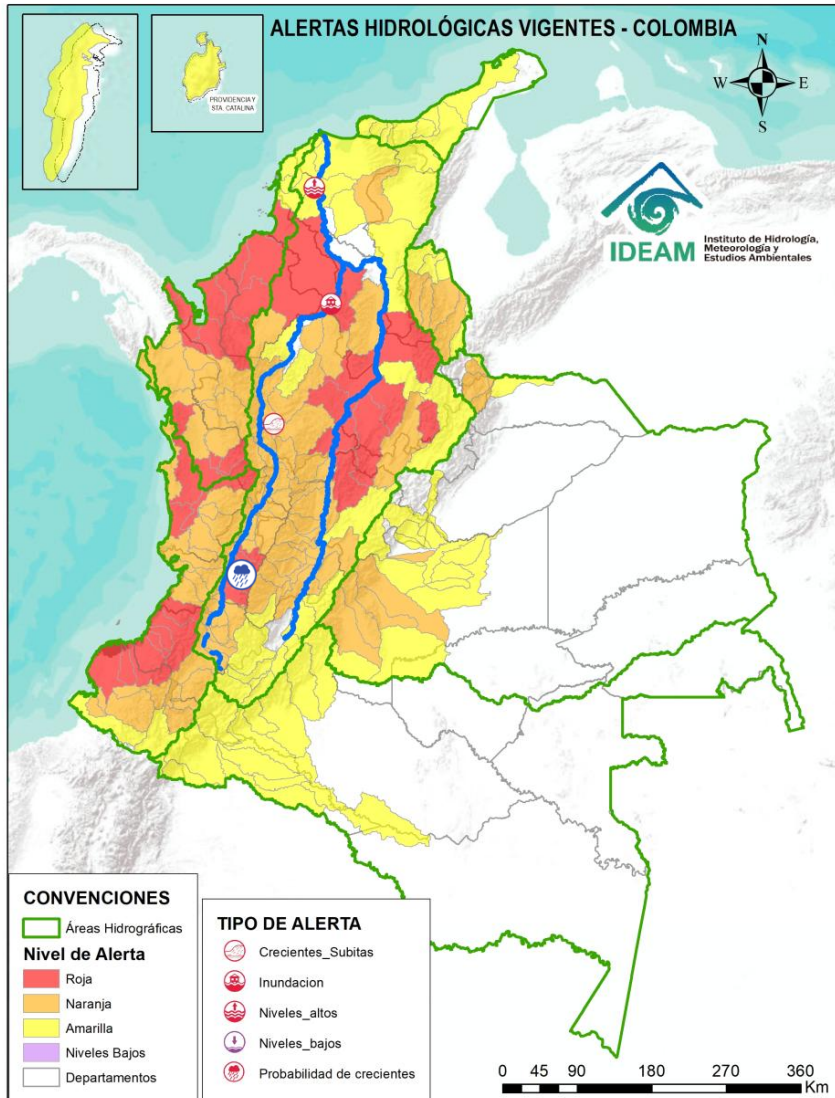 ALERTAS HIDROLÓGICAS VIGENTES - COLOMBIA
PROVIDENCIA Y
STA. CATALINA
N
W
E
S
IDEAM
Instituto de Hidrología,
Meteorología y
Estudios Ambientales
CONVENCIONES
Áreas Hidrográficas
Nivel de Alerta
Roja
Naranja
Amarilla
Niveles Bajos
Departamentos
TIPO DE ALERTA
Crecientes_Subitas
Inundacion
Niveles_altos
Niveles_bajos
Probabilidad de crecientes
0 45 90 180 270 360
Km